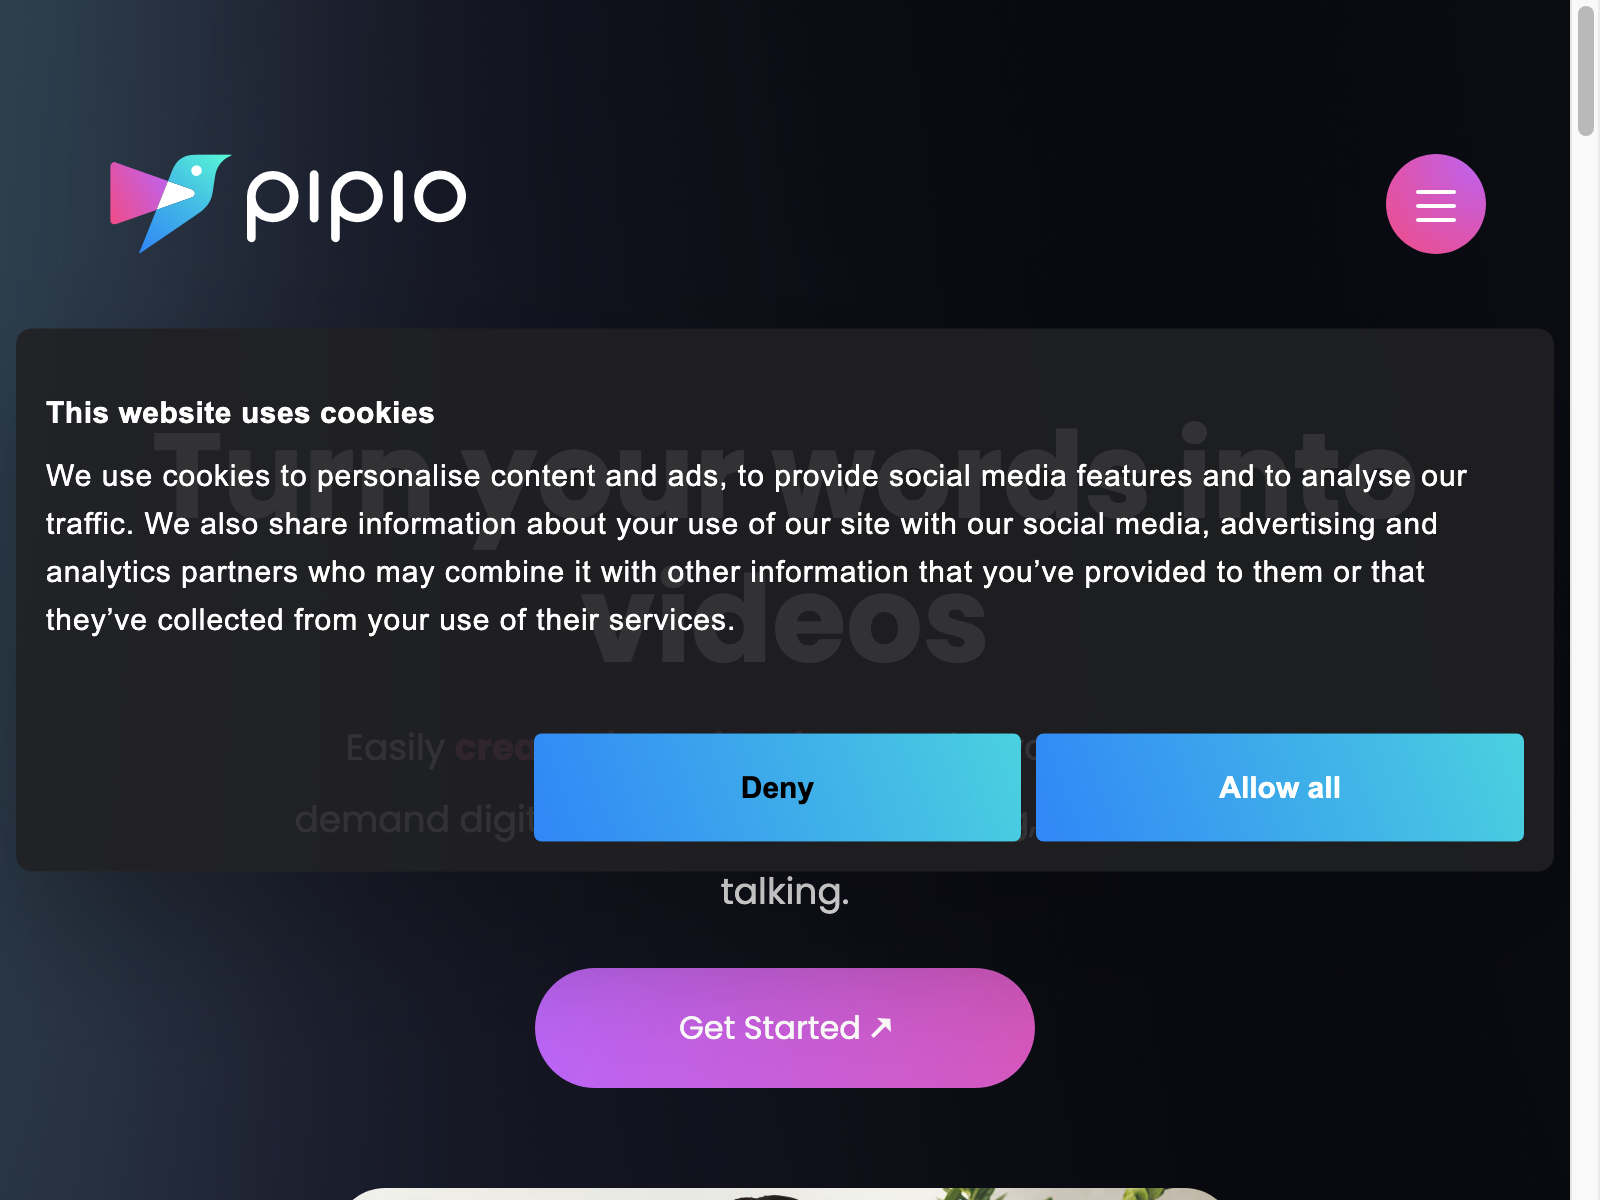 pipio
This website uses cookies
Turn your words into
We use cookies to personalise content and ads, to provide social media features and to analyse our
traffic. We also share information about your use of our site with our social media, advertising and
analytics partners who may combine it with other information that you’ve provided to them or that
videos
they’ve collected from your use of their services.
Easily
demand
Deny
Allow all
talking.
Get Started ↗